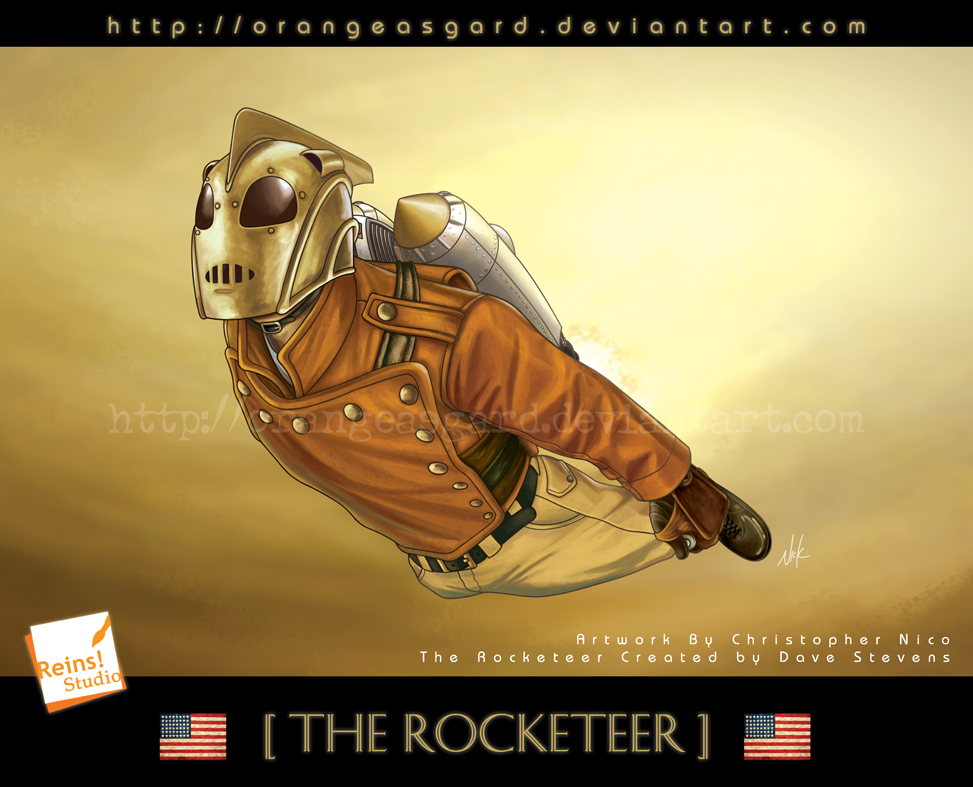 http://orangeasgard.deviantart.com
http://orangeasgard.deviantart.com
Nick
Artwork By Christopher Nico
The Rocketeer Created by Dave Stevens
Reins!
Studio
[ THE ROCKETEER ]